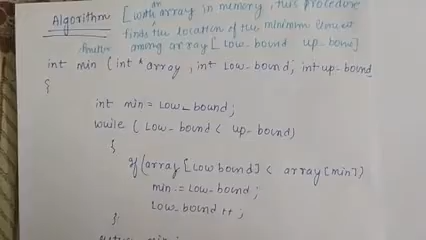 Algorithm [with an array in memory, this procedure
finds the location of the minimum element
among array [Low-bound up-bound]
int min (int * array, int Low-bound; int up-bound
{
int min = Low_bound;
while (Low-bound < up-bound)
{
if (array[Low bound] < array[min])
min = Low-bound;
Low_bound ++;
}